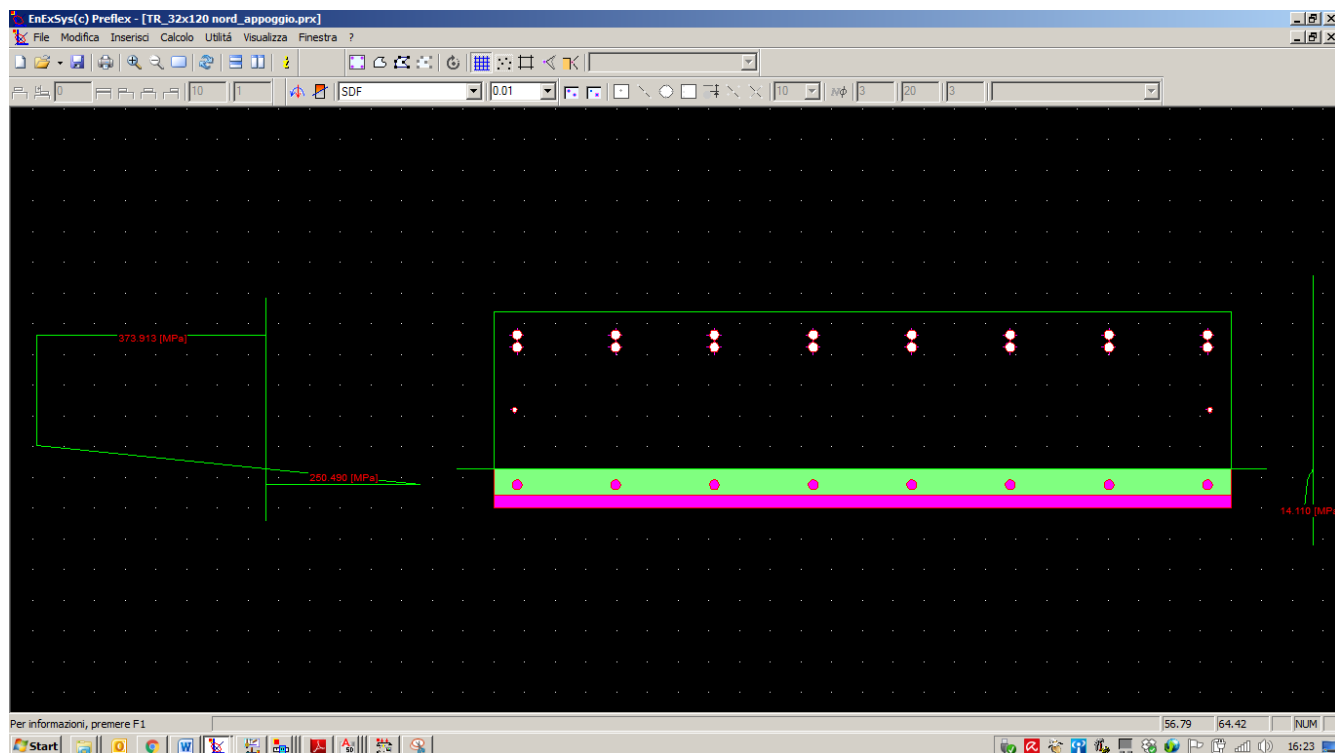 EnExSys(c) Preflex - [TR_32x120 nord_appoggio.prx]
File Modifica Inserisci Calcolo Utilitá Visualizza Finestra ?
0 10 1 SDF 0.01 10 Nϕ 3 20 3
373.913 [MPa]
250.490 [MPa]
14.110 [MPa
Per informazioni, premere F1 56.79 64.42 NUM
Start 16:23